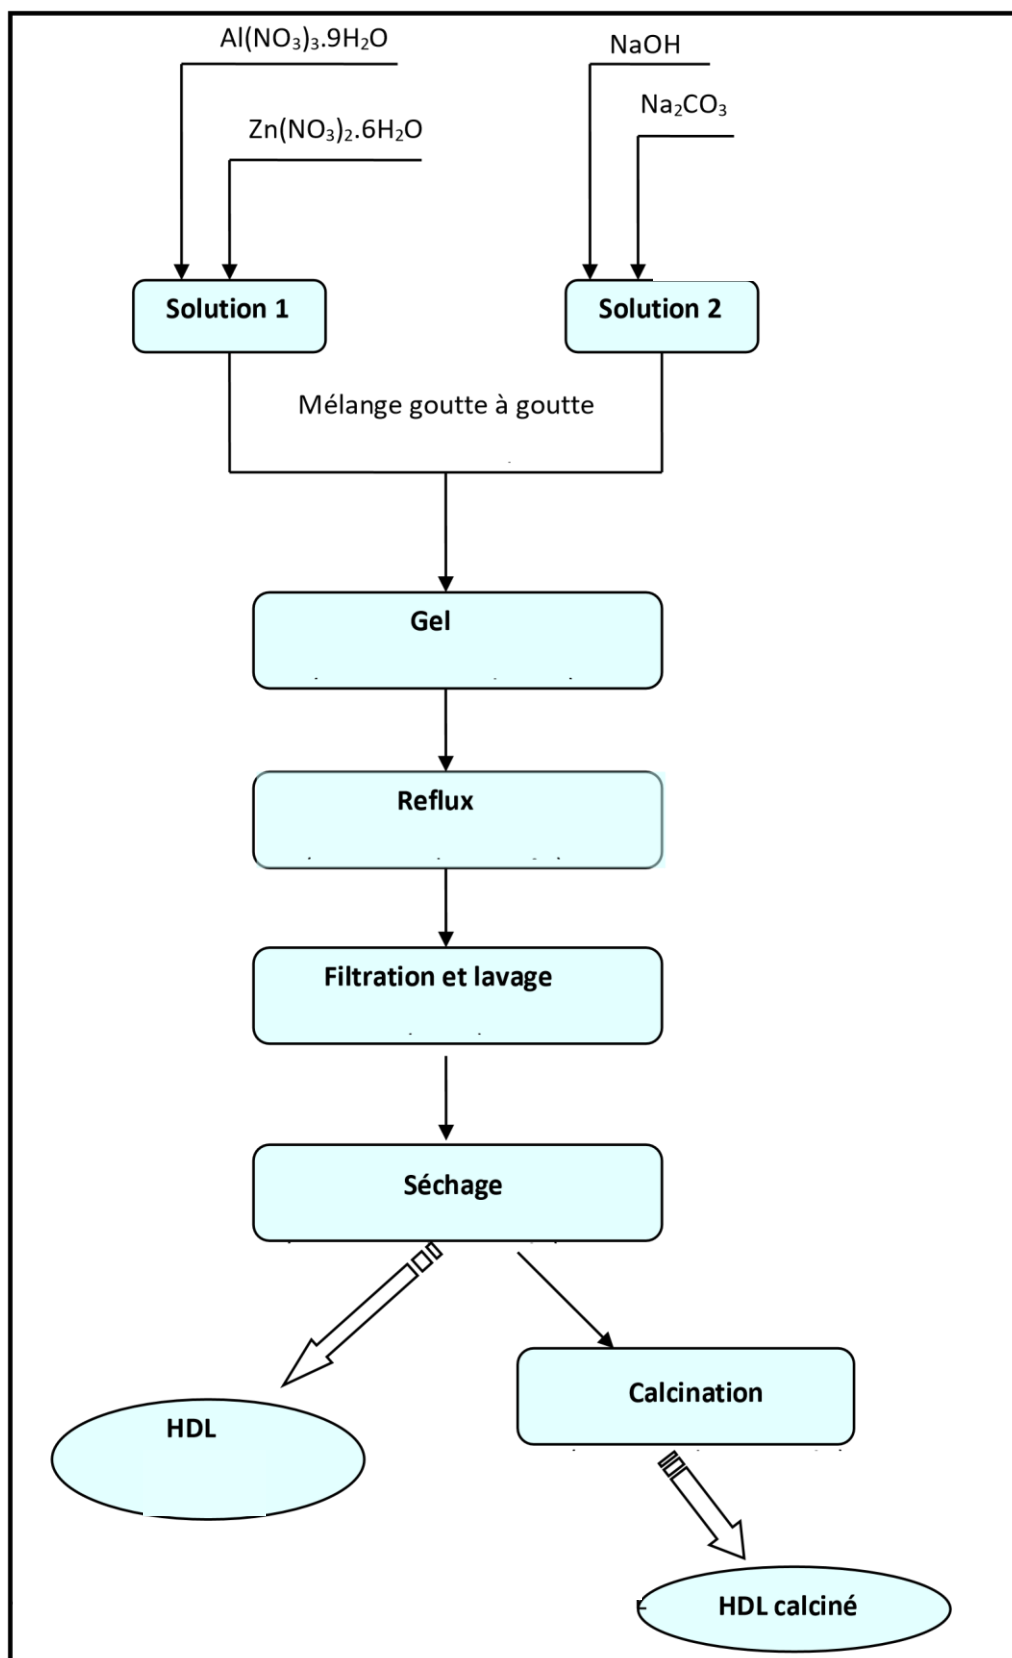 Al(NO₃)₃.9H₂O
NaOH
Na₂CO₃
Zn(NO₃)₂.6H₂O
Solution 1
Solution 2
Mélange goutte à goutte
Gel
Reflux
Filtration et lavage
Séchage
Calcination
HDL
HDL calciné